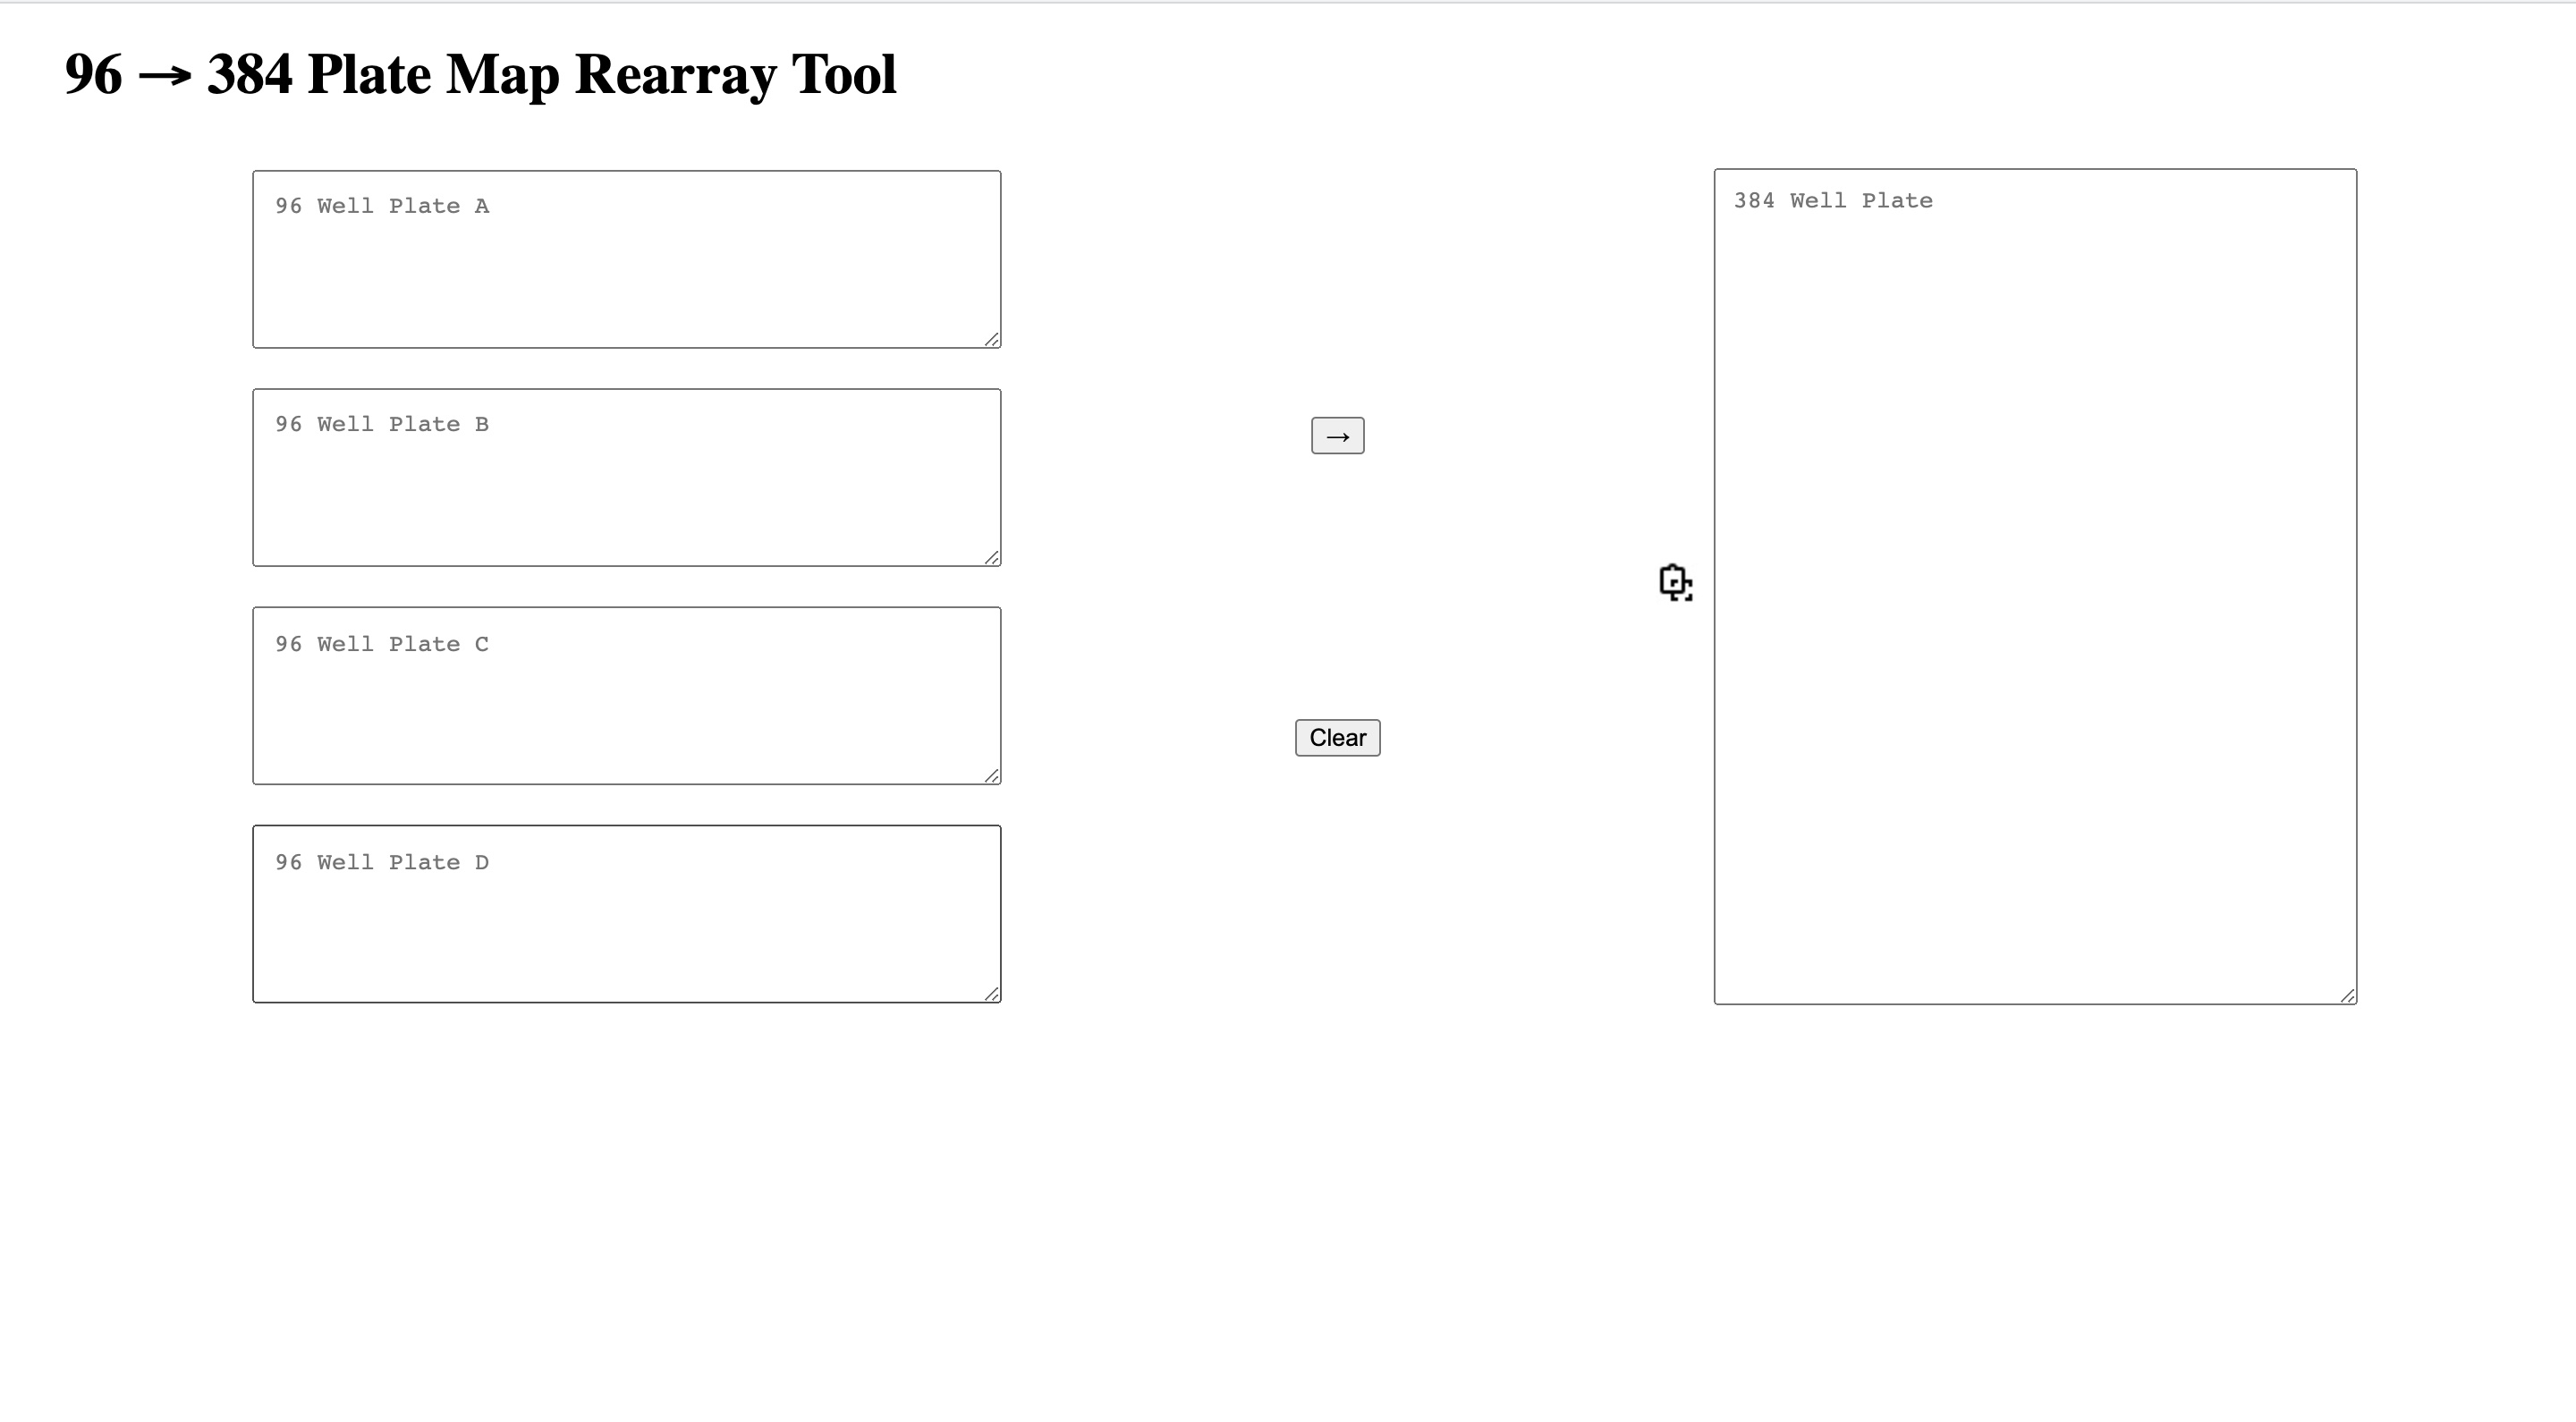 96 → 384 Plate Map Rearray Tool
96 Well Plate A
96 Well Plate B
96 Well Plate C
96 Well Plate D
→
Clear
384 Well Plate